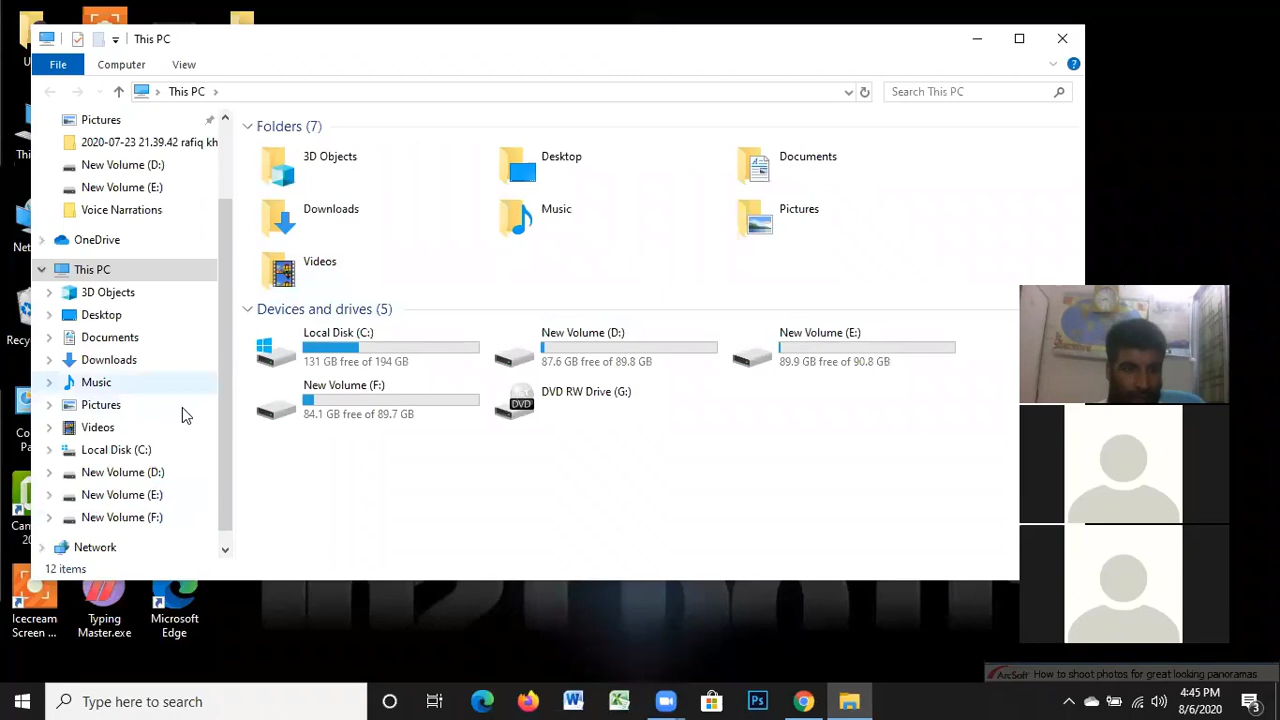 This PC
File
Computer
View
This PC
Search This PC
Pictures
2020-07-23 21.39.42 rafiq kh
New Volume (D:)
New Volume (E:)
Voice Narrations
OneDrive
This PC
3D Objects
Desktop
Documents
Downloads
Music
Pictures
Videos
Local Disk (C:)
New Volume (D:)
New Volume (E:)
New Volume (F:)
Network
12 items
Folders (7)
3D Objects
Desktop
Documents
Downloads
Music
Pictures
Videos
Devices and drives (5)
Local Disk (C:)
131 GB free of 194 GB
New Volume (D:)
87.6 GB free of 89.8 GB
New Volume (E:)
89.9 GB free of 90.8 GB
New Volume (F:)
84.1 GB free of 89.7 GB
DVD RW Drive (G:)
DVD
Icecream
Screen ...
Typing
Master.exe
Microsoft
Edge
ArcSoft How to shoot photos for great looking panoramas
Type here to search
Ps
4:45 PM
8/6/2020
3